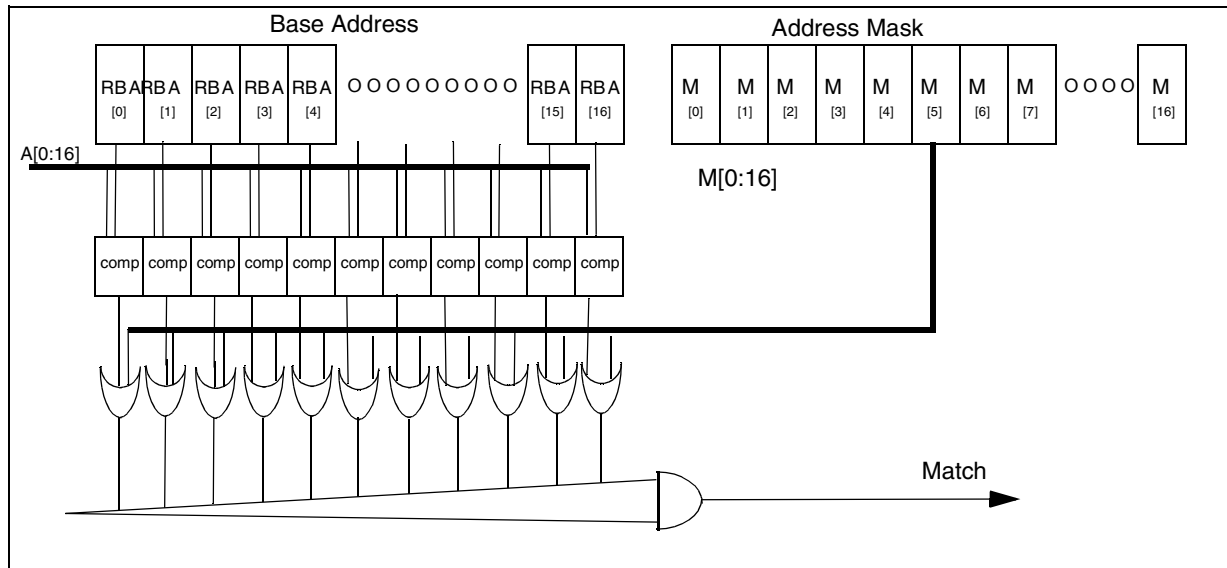 Base Address
Address Mask
RBA RBA RBA RBA RBA O O O O O O O O O RBA RBA
[0] [1] [2] [3] [4] [15] [16]
M M M M M M M M O O O O M
[0] [1] [2] [3] [4] [5] [6] [7] [16]
A[0:16]
M[0:16]
comp comp comp comp comp comp comp comp comp comp comp
Match